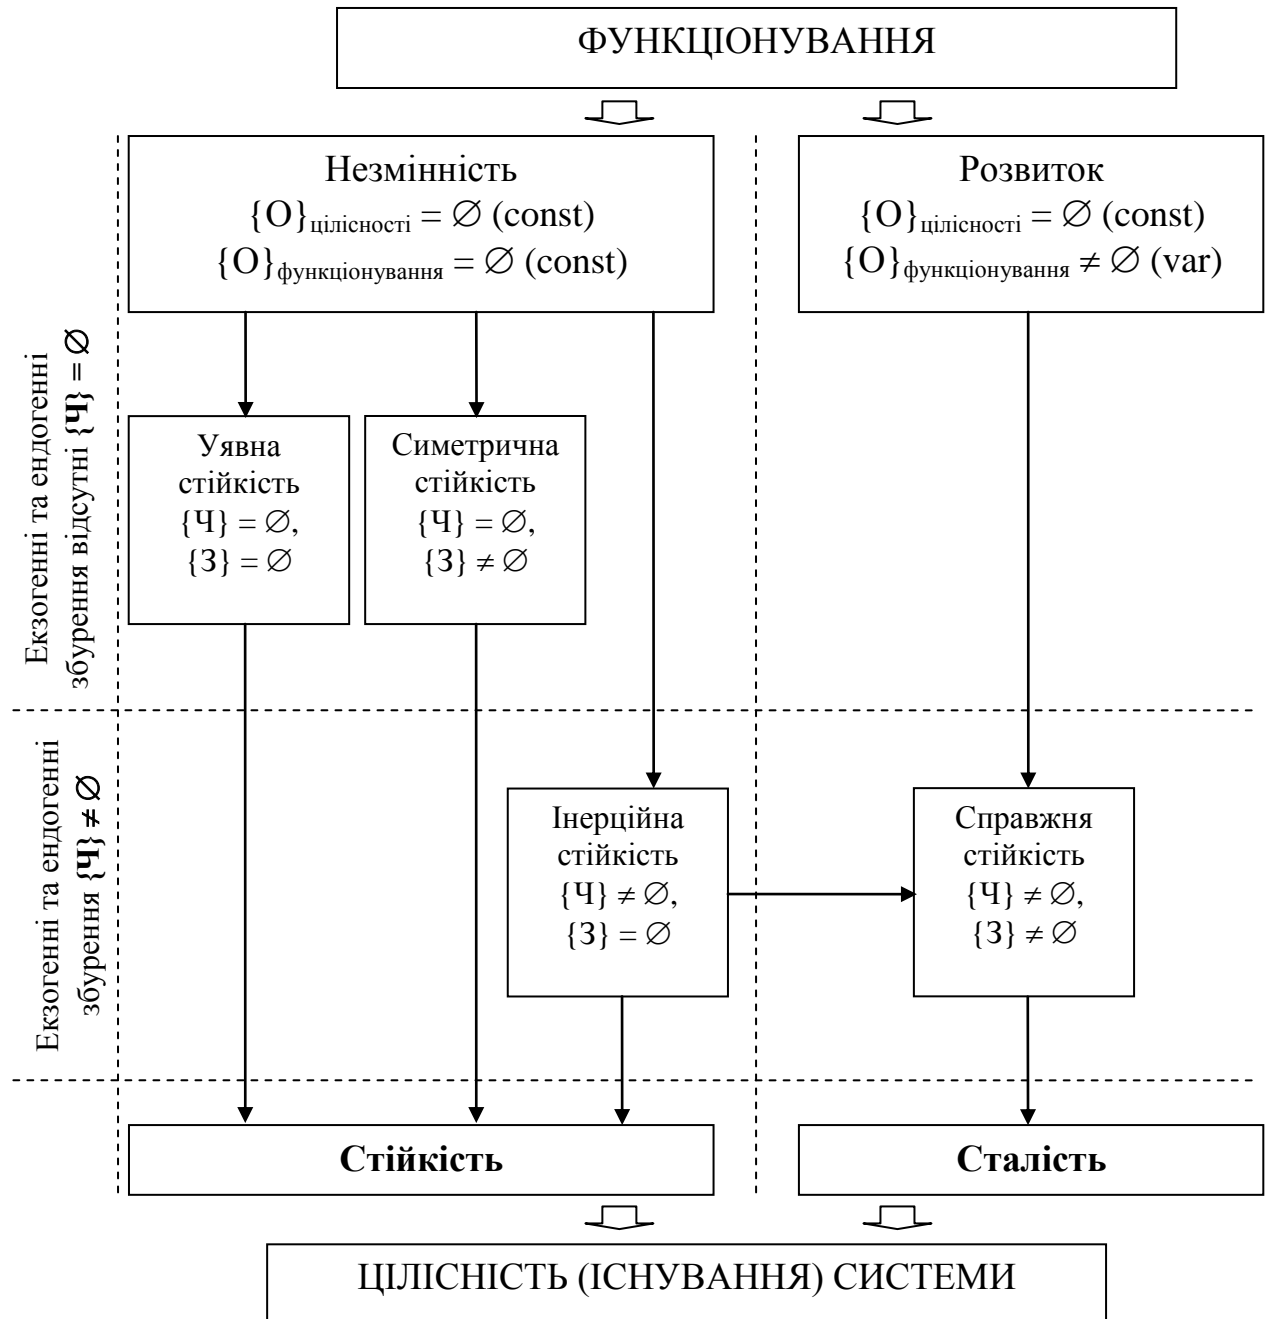 ФУНКЦІОНУВАННЯ
Незмінність
{О}цілісності = ∅ (const)
{О}функціонування = ∅ (const)
Розвиток
{О}цілісності = ∅ (const)
{О}функціонування ≠ ∅ (var)
Екзогенні та ендогенні
збурення відсутні {Ч} = ∅
Уявна
стійкість
{Ч} = ∅,
{З} = ∅
Симетрична
стійкість
{Ч} = ∅,
{З} ≠ ∅
Екзогенні та ендогенні
збурення {Ч} ≠ ∅
Інерційна
стійкість
{Ч} ≠ ∅,
{З} = ∅
Справжня
стійкість
{Ч} ≠ ∅,
{З} ≠ ∅
Стійкість
Сталість
ЦІЛІСНІСТЬ (ІСНУВАННЯ) СИСТЕМИ